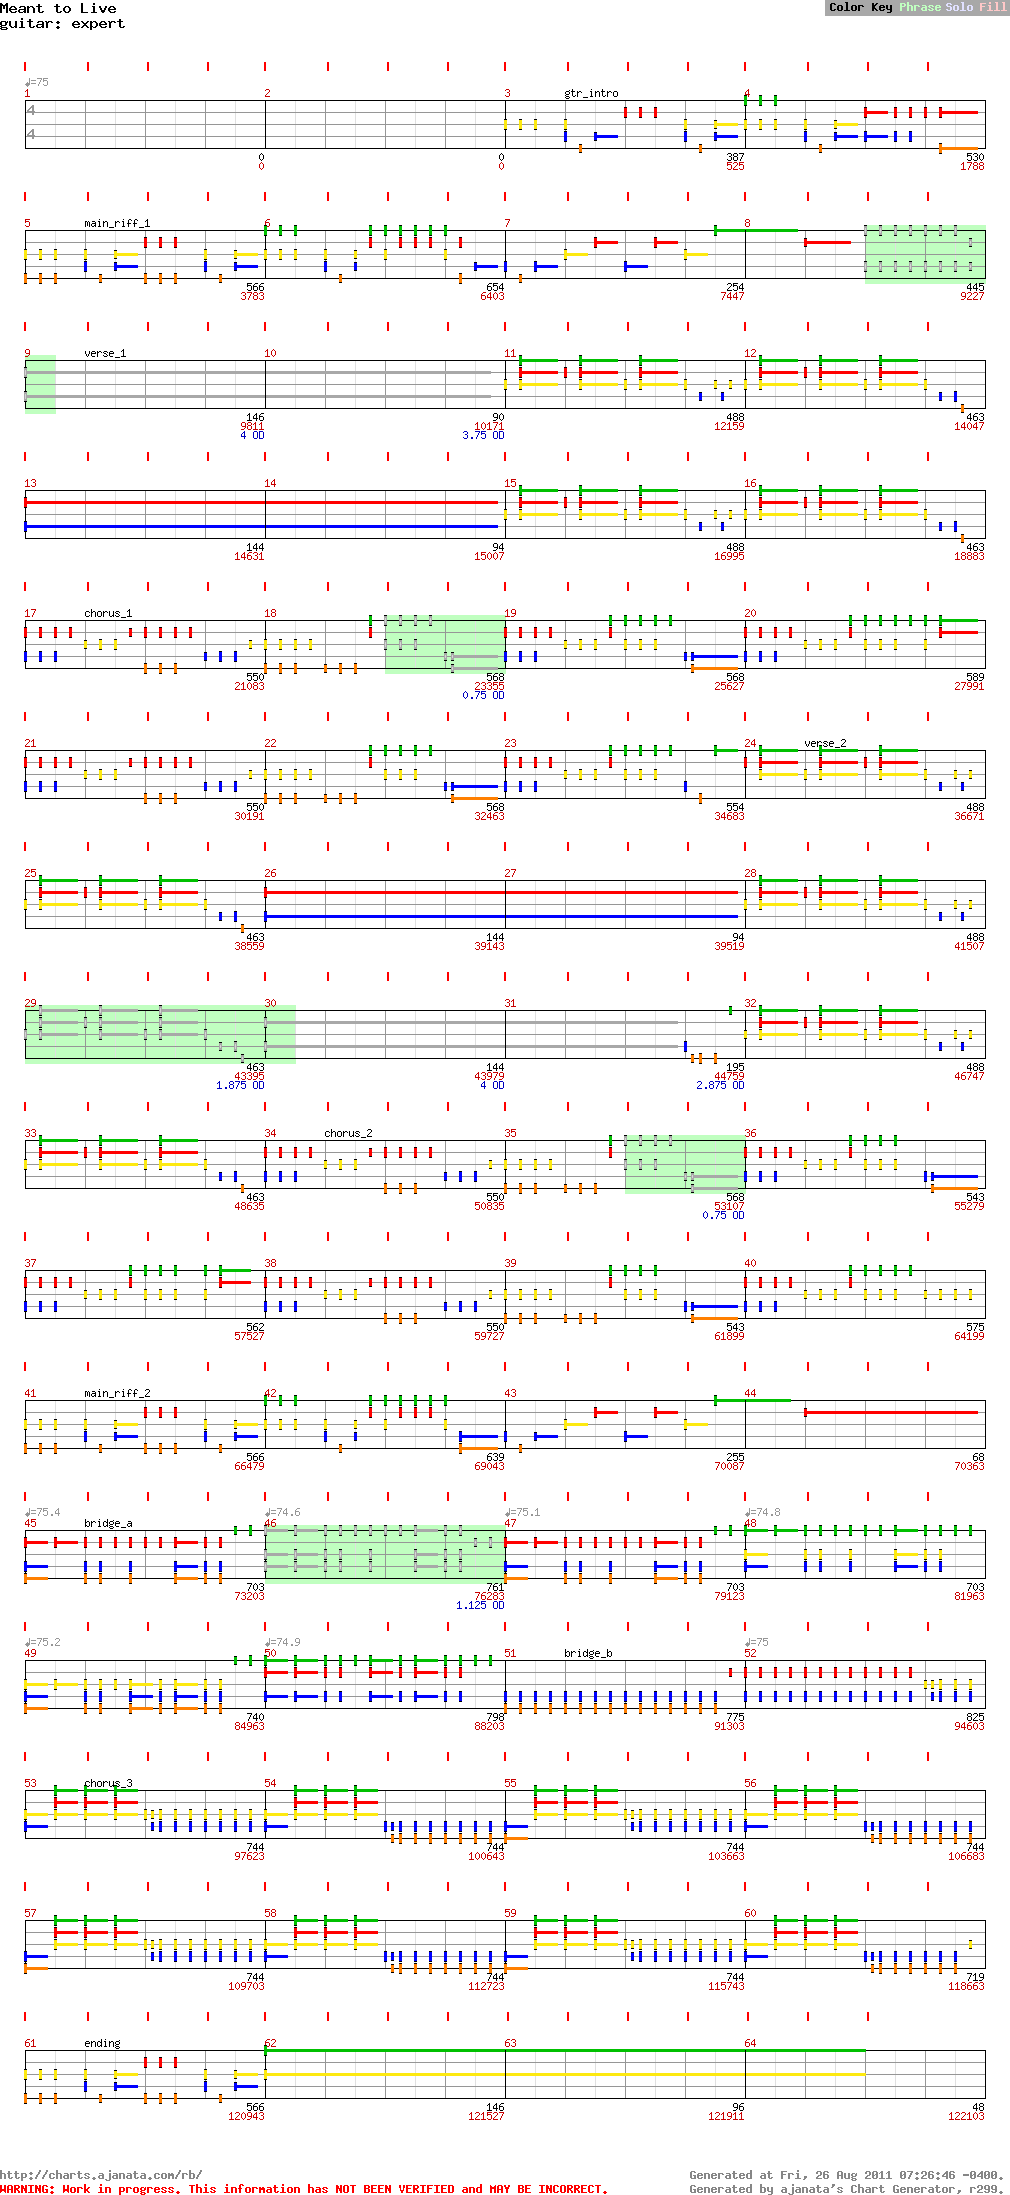 Meant to Live
guitar: expert
Color Key Phrase Solo Fill
♩=75
1 2 3 gtr_intro 4
4
4
0 0 387 530
0 0 525 1788
5 main_riff_1 6 7 8
566 654 254 445
3783 6403 7447 9227
9 verse_1 10 11 12
146 90 488 463
9811 10171 12159 14047
4 OD 3.75 OD
13 14 15 16
144 94 488 463
14631 15007 16995 18883
17 chorus_1 18 19 20
550 568 568 589
21083 23355 25627 27991
0.75 OD
21 22 23 24 verse_2
550 568 554 488
30191 32463 34683 36671
25 26 27 28
463 144 94 488
38559 39143 39519 41507
29 30 31 32
463 144 195 488
43395 43979 44759 46747
1.875 OD 4 OD 2.875 OD
33 34 chorus_2 35 36
463 550 568 543
48635 50835 53107 55279
0.75 OD
37 38 39 40
562 550 543 575
57527 59727 61899 64199
41 main_riff_2 42 43 44
566 639 255 68
66479 69043 70087 70363
♩=75.4 ♩=74.6 ♩=75.1 ♩=74.8
45 bridge_a 46 47 48
703 761 703 703
73203 76283 79123 81963
1.125 OD
♩=75.2 ♩=74.9 ♩=75
49 50 51 bridge_b 52
740 798 775 825
84963 88203 91303 94603
53 chorus_3 54 55 56
744 744 744 744
97623 100643 103663 106683
57 58 59 60
744 744 744 719
109703 112723 115743 118663
61 ending 62 63 64
566 146 96 48
120943 121527 121911 122103
http://charts.ajanata.com/rb/ Generated at Fri, 26 Aug 2011 07:26:46 -0400.
WARNING: Work in progress. This information has NOT BEEN VERIFIED and MAY BE INCORRECT. Generated by ajanata's Chart Generator, r299.